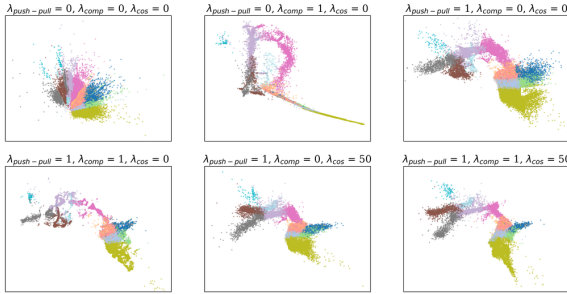 λpush−pull = 0, λcomp = 0, λcos = 0
λpush−pull = 0, λcomp = 1, λcos = 0
λpush−pull = 1, λcomp = 0, λcos = 0
λpush−pull = 1, λcomp = 1, λcos = 0
λpush−pull = 1, λcomp = 0, λcos = 50
λpush−pull = 1, λcomp = 1, λcos = 50